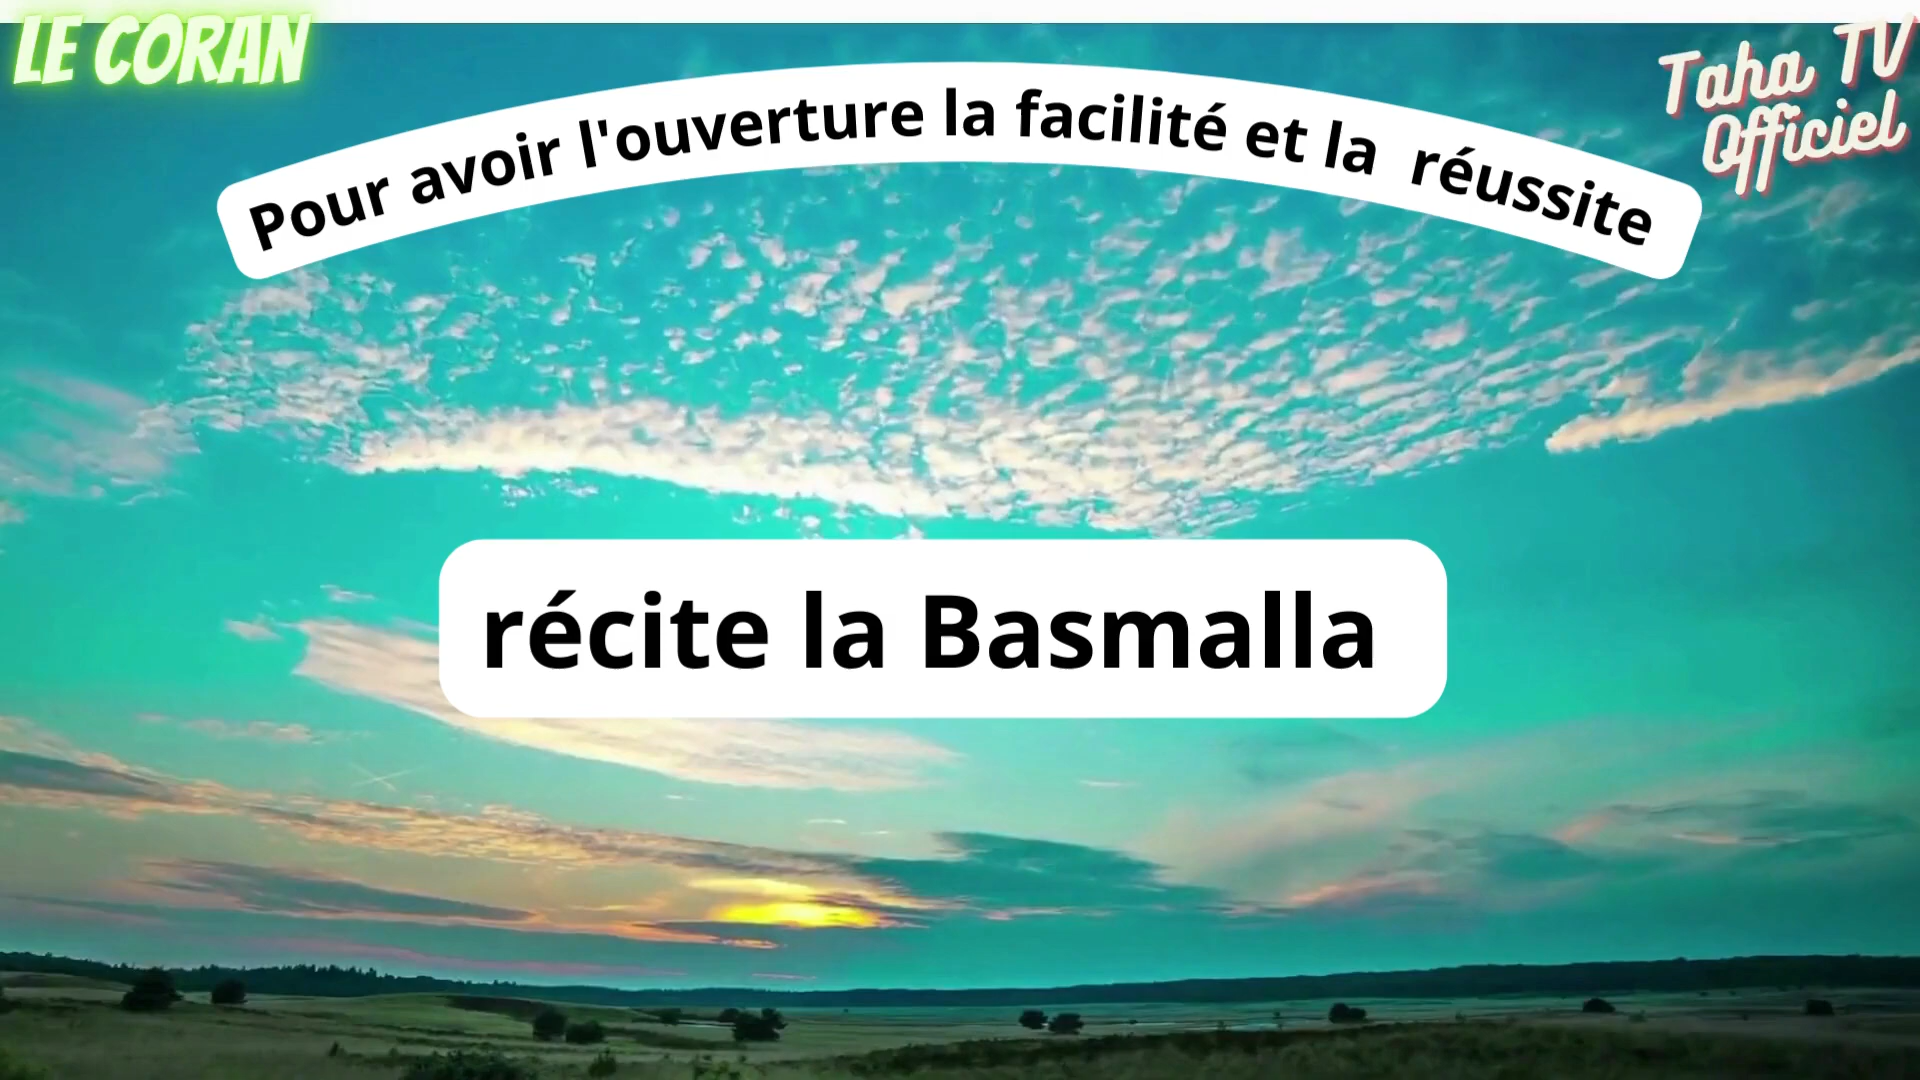 LE CORAN
Taha TV
Officiel
Pour avoir l'ouverture la facilité et la réussite
récite la Basmalla